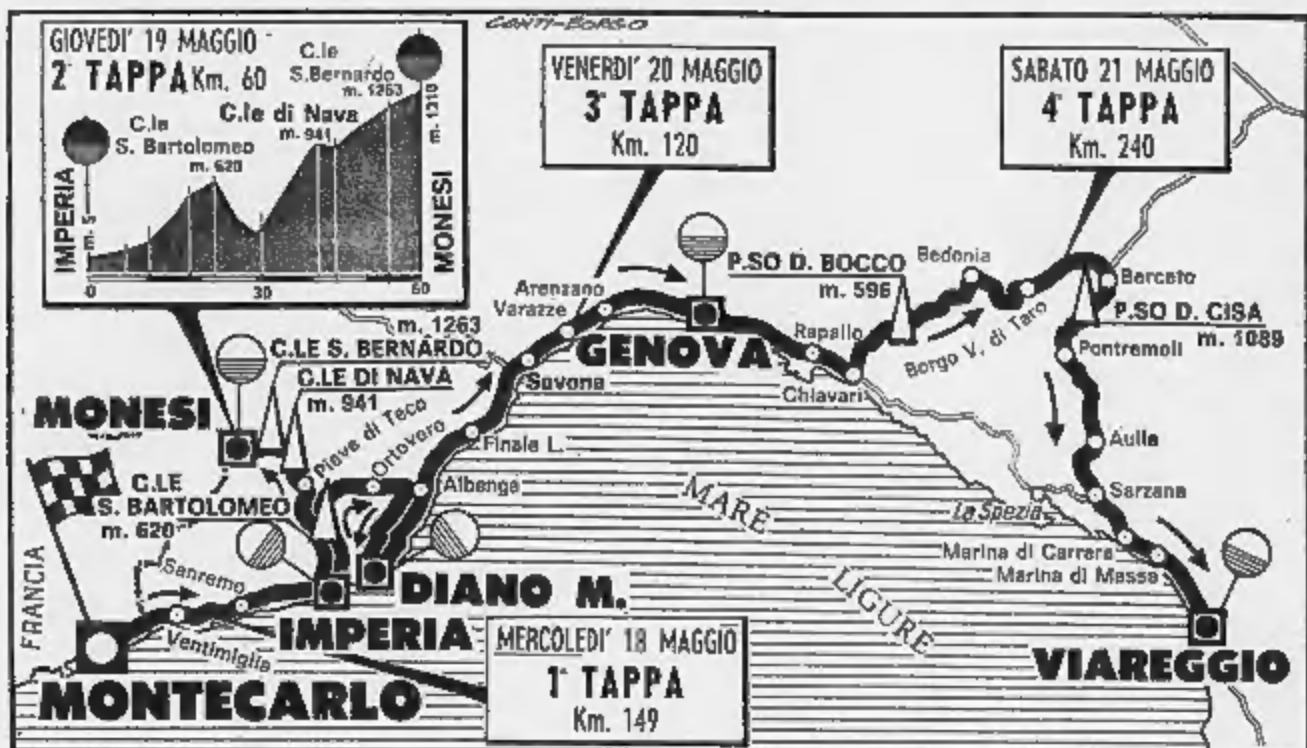 CONTI-BORGO
GIOVEDI' 19 MAGGIO
2ª TAPPA Km. 60
C.le
S. Bartolomeo
m. 620
C.le di Nava
m. 941
C.le
S.Bernardo
m. 1263
m. 1310
IMPERIA
m. 5
MONESI
0
30
60
VENERDI' 20 MAGGIO
3ª TAPPA
Km. 120
SABATO 21 MAGGIO
4ª TAPPA
Km. 240
m. 1263
C.LE S. BERNARDO
C.LE DI NAVA
m. 941
MONESI
C.LE
S. BARTOLOMEO
m. 620
FRANCIA
MONTECARLO
Ventimiglia
Sanremo
IMPERIA
DIANO M.
MERCOLEDI' 18 MAGGIO
1ª TAPPA
Km. 149
Piave di Teco
Ortovero
Albenga
Finale L.
Savona
Varazze
Arenzano
GENOVA
Rapallo
Chiavari
P.SO D. BOCCO
m. 596
Bedonia
Borgo V. di Taro
Berceto
P.SO D. CISA
m. 1089
Pontremoli
Aulla
Sarzana
La Spezia
Marina di Carrara
Marina di Massa
VIAREGGIO
MARE
LIGURE